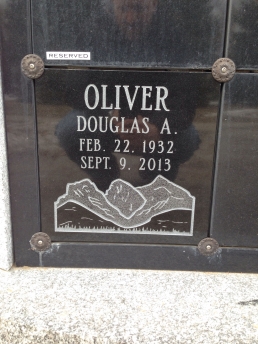 RESERVED
OLIVER
DOUGLAS A.
FEB. 22, 1932
SEPT. 9, 2013